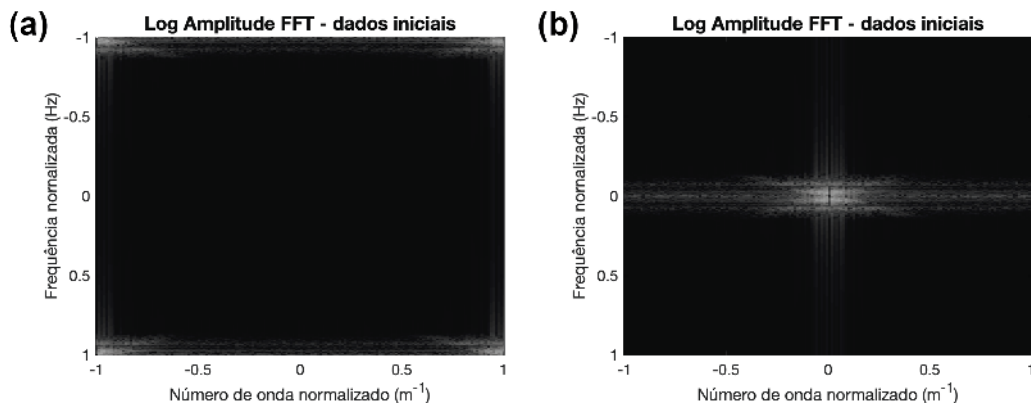 (a)
Log Amplitude FFT - dados iniciais
-1
-0.5
0
0.5
1
Frequência nornalizada (Hz)
-1
-0.5
0
0.5
1
Número de onda normalizado (m⁻¹)
(b)
Log Amplitude FFT - dados iniciais
-1
-0.5
0
0.5
1
Frequência nornalizada (Hz)
-1
-0.5
0
0.5
1
Número de onda normalizado (m⁻¹)